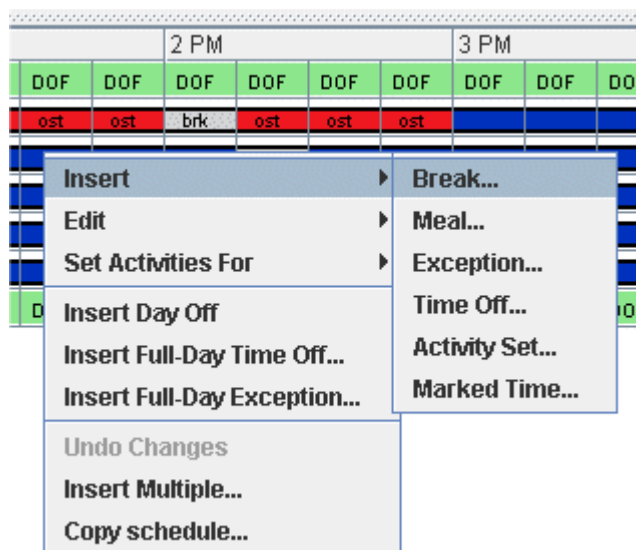 2 PM 3 PM
DOF DOF DOF DOF DOF DOF DOF DOF DO
ost ost brk ost ost ost
Insert Break...
Edit Meal...
Set Activities For Exception...
Insert Day Off Time Off...
Insert Full-Day Time Off... Activity Set...
Insert Full-Day Exception... Marked Time...
Undo Changes
Insert Multiple...
Copy schedule...